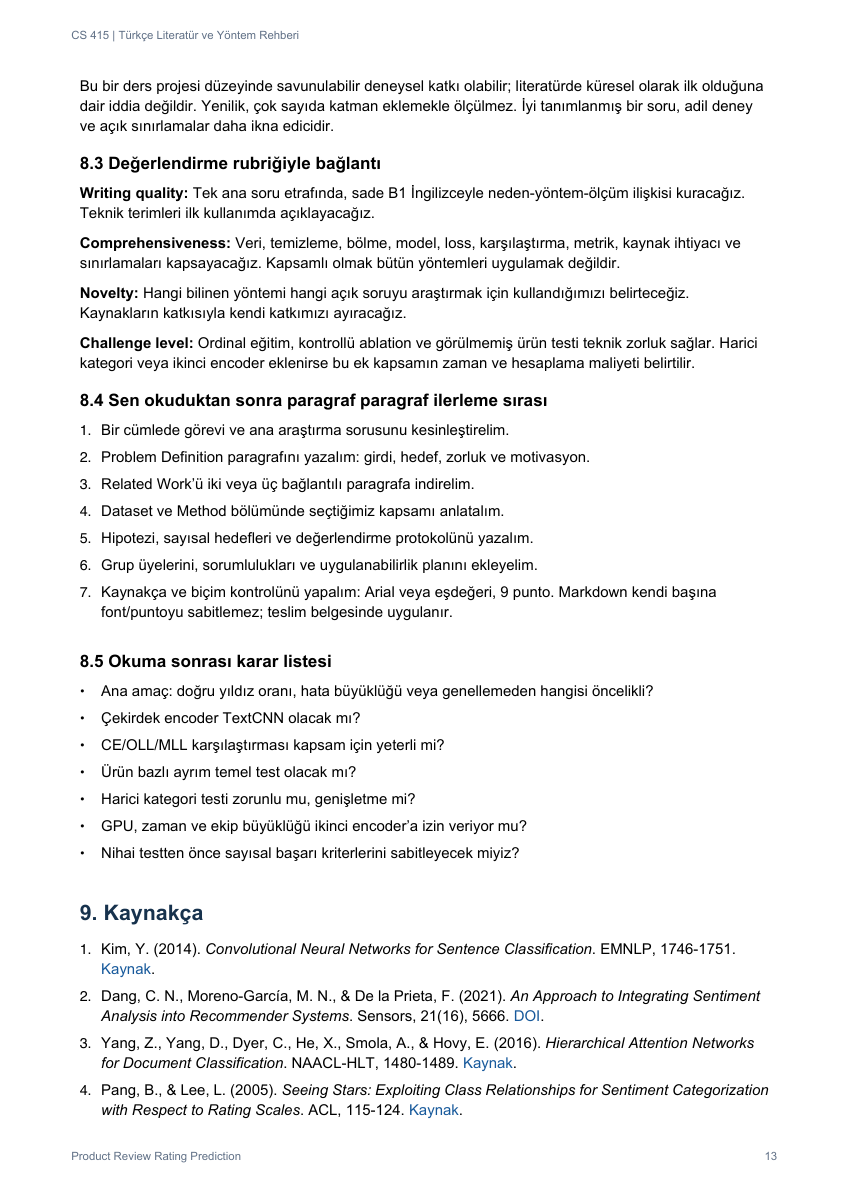 CS 415 | Türkçe Literatür ve Yöntem Rehberi
Bu bir ders projesi düzeyinde savunulabilir deneysel katkı olabilir; literatürde küresel olarak ilk olduğuna
dair iddia değildir. Yenilik, çok sayıda katman eklemekle ölçülmez. İyi tanımlanmış bir soru, adil deney
ve açık sınırlamalar daha ikna edicidir.
8.3 Değerlendirme rubriğiyle bağlantı
Writing quality: Tek ana soru etrafında, sade B1 İngilizceyle neden-yöntem-ölçüm ilişkisi kuracağız.
Teknik terimleri ilk kullanımda açıklayacağız.
Comprehensiveness: Veri, temizleme, bölme, model, loss, karşılaştırma, metrik, kaynak ihtiyacı ve
sınırlamaları kapsayacağız. Kapsamlı olmak bütün yöntemleri uygulamak değildir.
Novelty: Hangi bilinen yöntemi hangi açık soruyu araştırmak için kullandığımızı belirteceğiz.
Kaynakların katkısıyla kendi katkımızı ayıracağız.
Challenge level: Ordinal eğitim, kontrollü ablation ve görülmemiş ürün testi teknik zorluk sağlar. Harici
kategori veya ikinci encoder eklenirse bu ek kapsamın zaman ve hesaplama maliyeti belirtilir.
8.4 Sen okuduktan sonra paragraf paragraf ilerleme sırası
1. Bir cümlede görevi ve ana araştırma sorusunu kesinleştirelim.
2. Problem Definition paragrafını yazalım: girdi, hedef, zorluk ve motivasyon.
3. Related Work'ü iki veya üç bağlantılı paragrafa indirelim.
4. Dataset ve Method bölümünde seçtiğimiz kapsamı anlatalım.
5. Hipotezi, sayısal hedefleri ve değerlendirme protokolünü yazalım.
6. Grup üyelerini, sorumlulukları ve uygulanabilirlik planını ekleyelim.
7. Kaynakça ve biçim kontrolünü yapalım: Arial veya eşdeğeri, 9 punto. Markdown kendi başına
font/puntoyu sabitlemez; teslim belgesinde uygulanır.
8.5 Okuma sonrası karar listesi
• Ana amaç: doğru yıldız oranı, hata büyüklüğü veya genellemeden hangisi öncelikli?
• Çekirdek encoder TextCNN olacak mı?
• CE/OLL/MLL karşılaştırması kapsam için yeterli mi?
• Ürün bazlı ayrım temel test olacak mı?
• Harici kategori testi zorunlu mu, genişletme mi?
• GPU, zaman ve ekip büyüklüğü ikinci encoder'a izin veriyor mu?
• Nihai testten önce sayısal başarı kriterlerini sabitleyecek miyiz?
9. Kaynakça
1. Kim, Y. (2014). Convolutional Neural Networks for Sentence Classification. EMNLP, 1746-1751.
Kaynak.
2. Dang, C. N., Moreno-García, M. N., & De la Prieta, F. (2021). An Approach to Integrating Sentiment
Analysis into Recommender Systems. Sensors, 21(16), 5666. DOI.
3. Yang, Z., Yang, D., Dyer, C., He, X., Smola, A., & Hovy, E. (2016). Hierarchical Attention Networks
for Document Classification. NAACL-HLT, 1480-1489. Kaynak.
4. Pang, B., & Lee, L. (2005). Seeing Stars: Exploiting Class Relationships for Sentiment Categorization
with Respect to Rating Scales. ACL, 115-124. Kaynak.
Product Review Rating Prediction
13